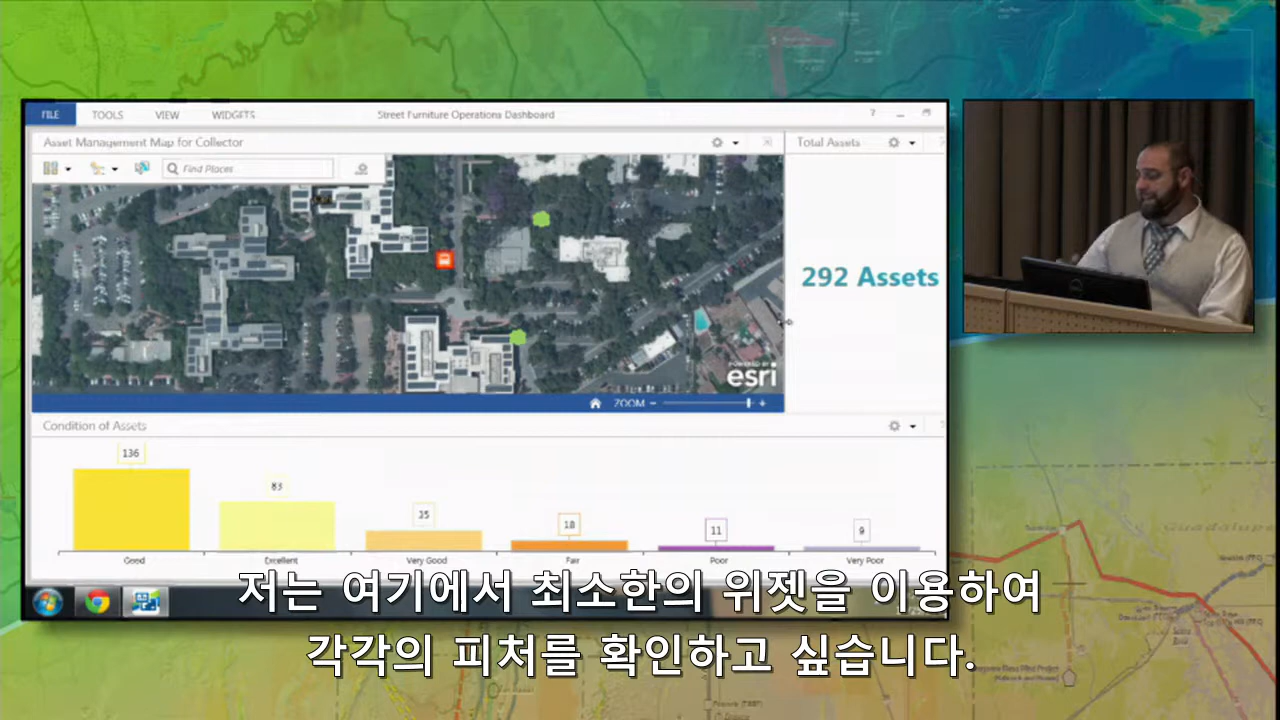 FILE TOOLS VIEW WIDGETS Street Furniture Operations Dashboard ?
Asset Management Map for Collector
Total Assets
Find Places
292 Assets
POWERED BY
esri
ZOOM
Condition of Assets
136
83
35
18
11
9
Good Excellent Very Good Fair Poor Very Poor
저는 여기에서 최소한의 위젯을 이용하여
각각의 피처를 확인하고 싶습니다.